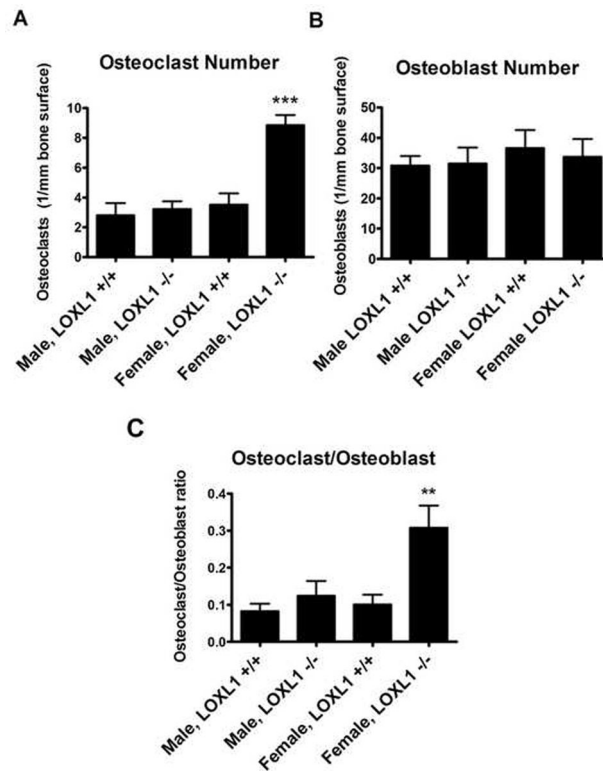 A
Osteoclast Number
Osteoclasts (1/mm bone surface)
10
8
6
4
2
0
***
Male, LOXL1 +/+
Male, LOXL1 -/-
Female, LOXL1 +/+
Female, LOXL1 -/-
B
Osteoblast Number
Osteoblasts (1/mm bone surface)
50
40
30
20
10
0
Male LOXL1 +/+
Male LOXL1 -/-
Female LOXL1 +/+
Female LOXL1 -/-
C
Osteoclast/Osteoblast
Osteoclast/Osteoblast ratio
0.4
0.3
0.2
0.1
0.0
**
Male, LOXL1 +/+
Male, LOXL1 -/-
Female, LOXL1 +/+
Female, LOXL1 -/-